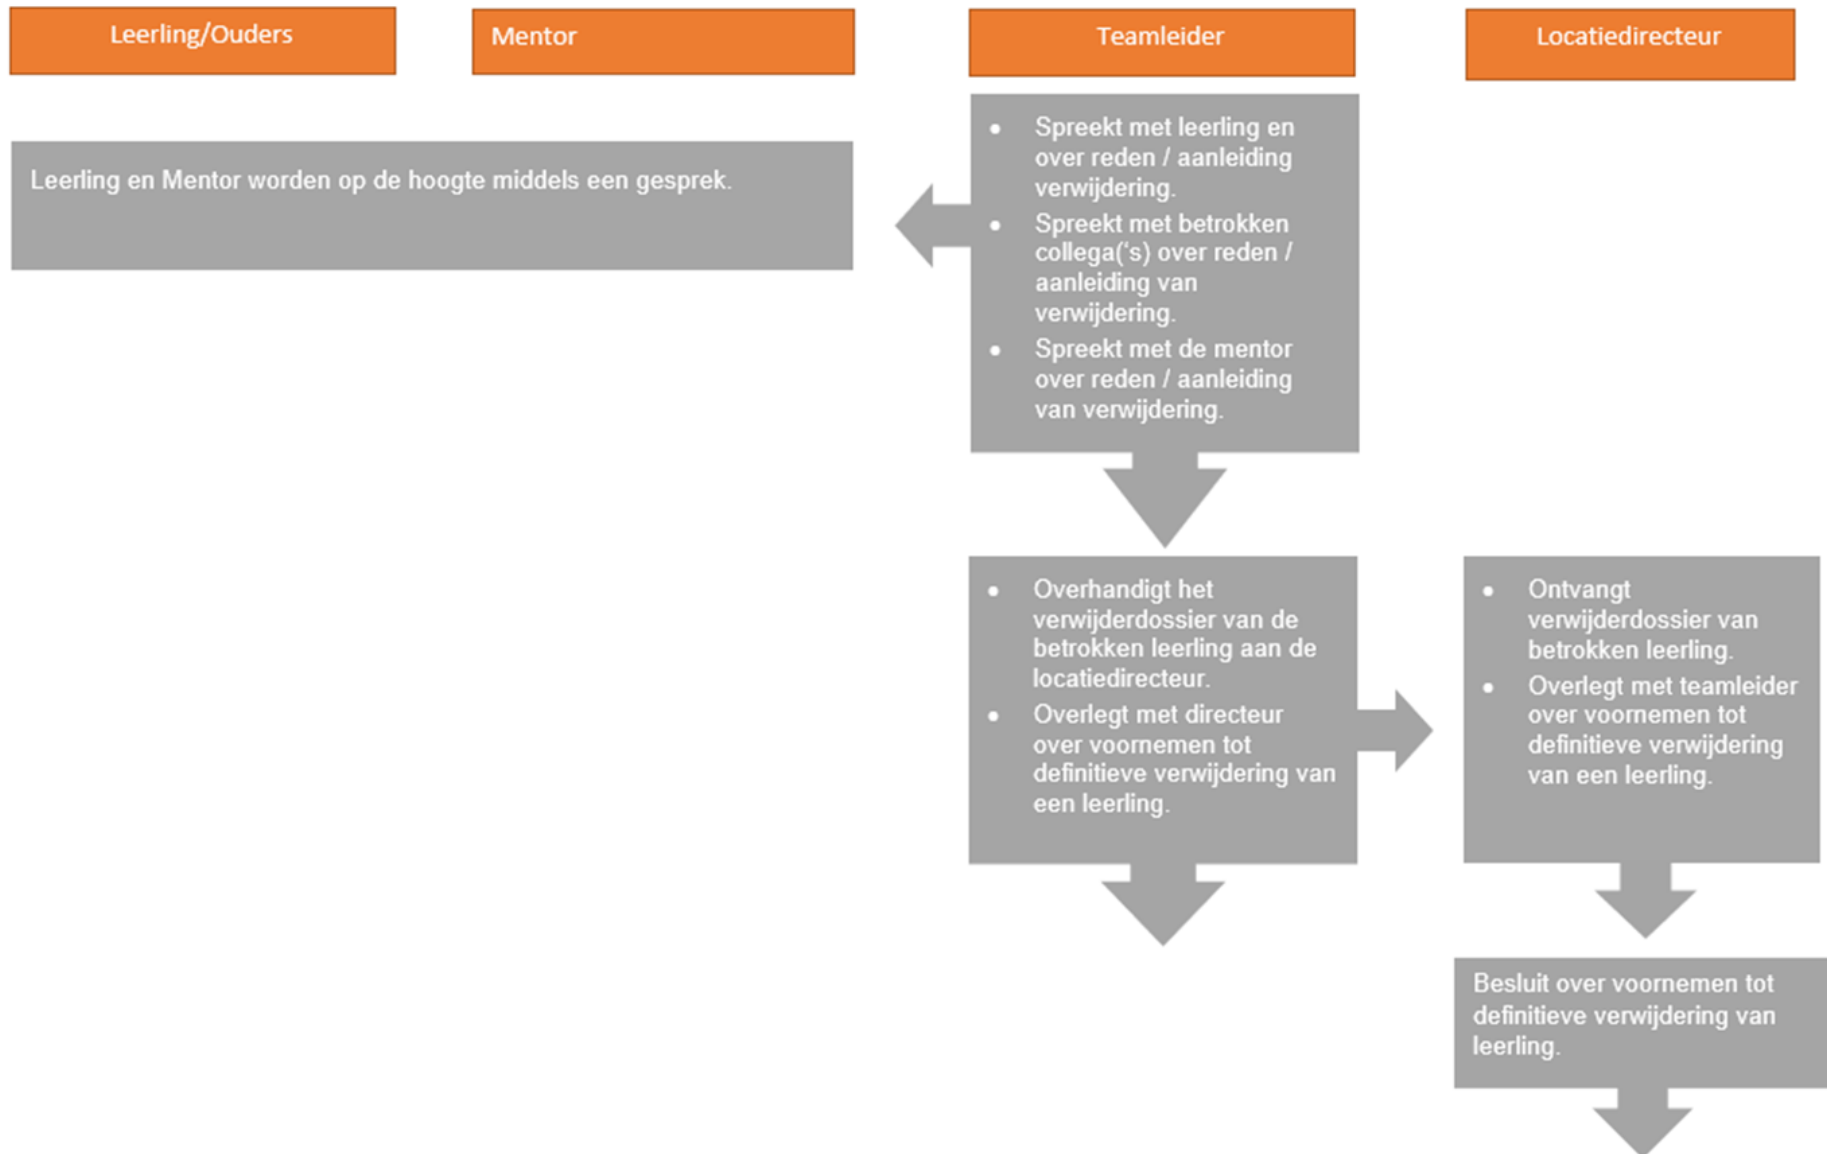 Leerling/Ouders
Mentor
Teamleider
Locatiedirecteur
Leerling en Mentor worden op de hoogte middels een gesprek.
• Spreekt met leerling en
over reden / aanleiding
verwijdering.
• Spreekt met betrokken
collega(‘s) over reden /
aanleiding van
verwijdering.
• Spreekt met de mentor
over reden / aanleiding
van verwijdering.
• Overhandigt het
verwijderdossier van de
betrokken leerling aan de
locatiedirecteur.
• Overlegt met directeur
over voornemen tot
definitieve verwijdering van
een leerling.
• Ontvangt
verwijderdossier van
betrokken leerling.
• Overlegt met teamleider
over voornemen tot
definitieve verwijdering
van een leerling.
Besluit over voornemen tot
definitieve verwijdering van
leerling.